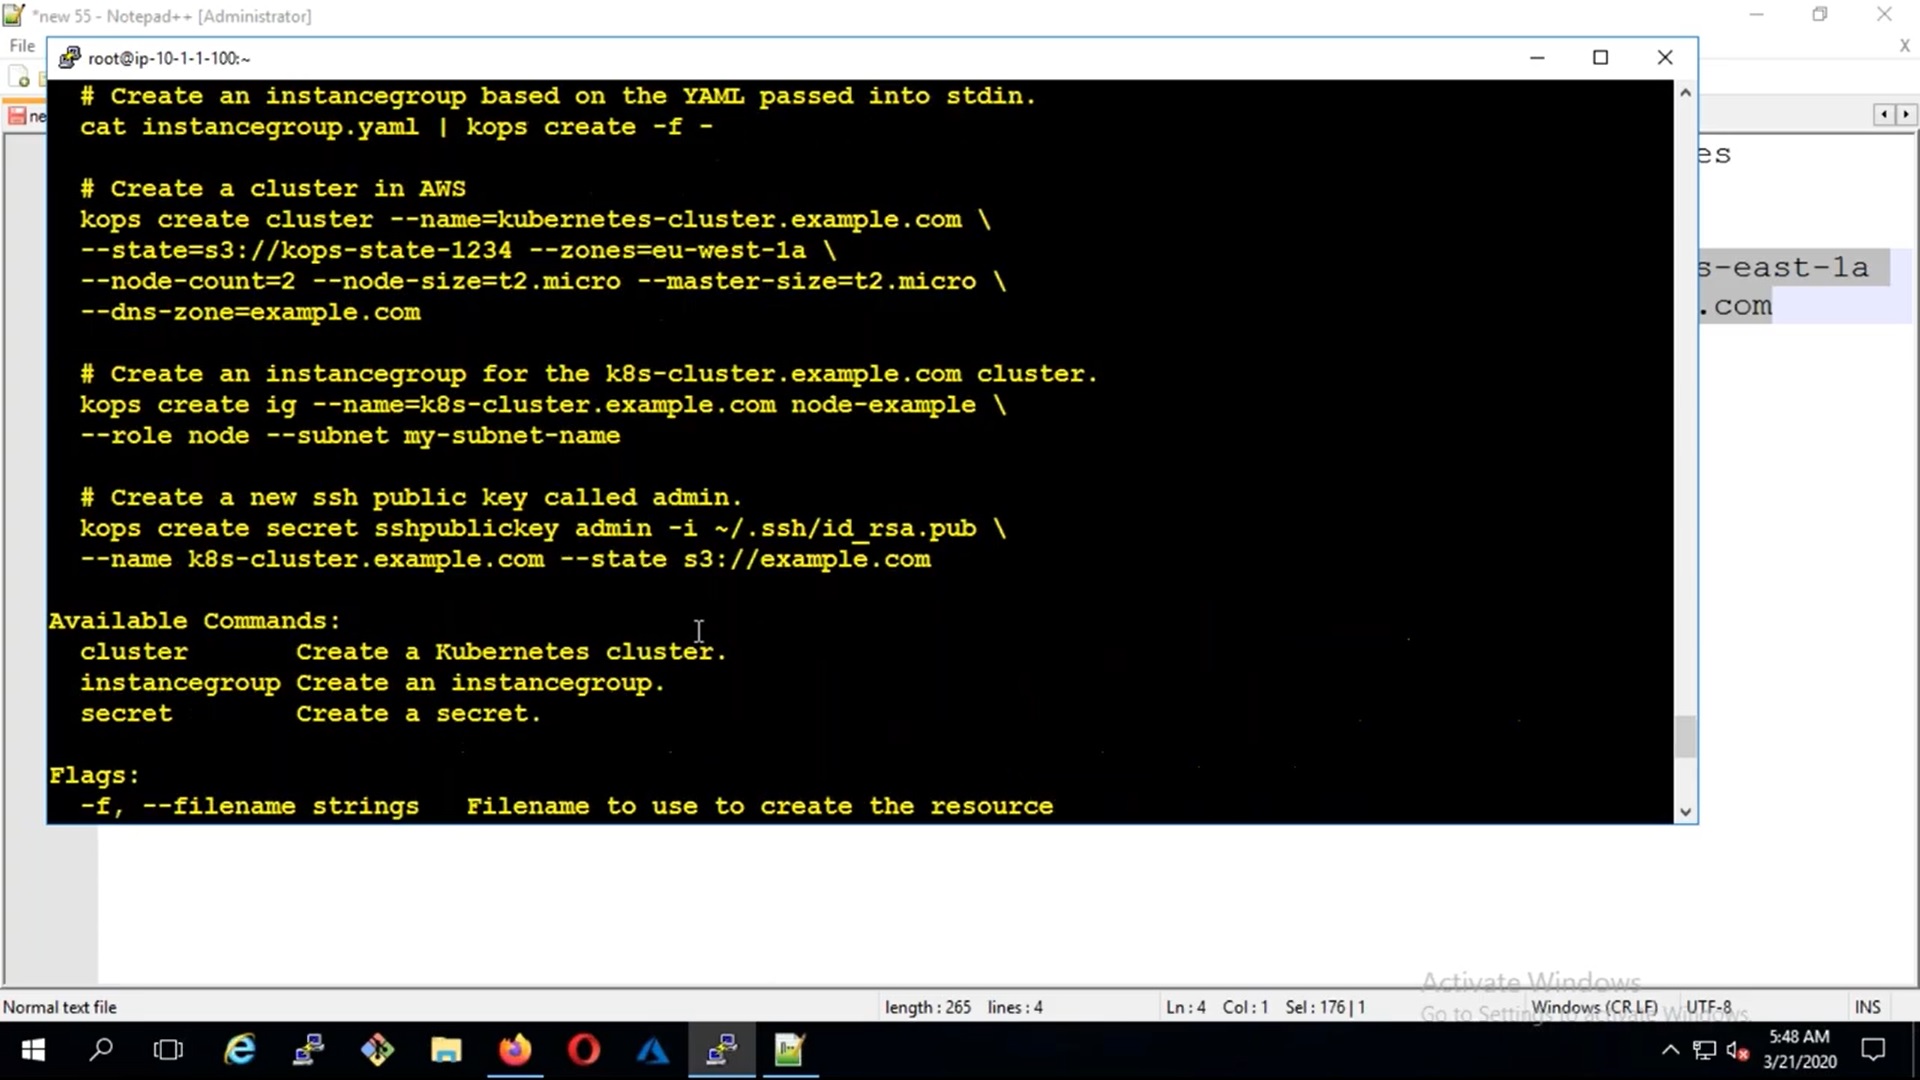 *new 55 - Notepad++ [Administrator]
File
X
root@ip-10-1-1-100:~
ne
# Create an instancegroup based on the YAML passed into stdin.
cat instancegroup.yaml | kops create -f -
# Create a cluster in AWS
kops create cluster --name=kubernetes-cluster.example.com \
--state=s3://kops-state-1234 --zones=eu-west-1a \
--node-count=2 --node-size=t2.micro --master-size=t2.micro \
--dns-zone=example.com
# Create an instancegroup for the k8s-cluster.example.com cluster.
kops create ig --name=k8s-cluster.example.com node-example \
--role node --subnet my-subnet-name
# Create a new ssh public key called admin.
kops create secret sshpublickey admin -i ~/.ssh/id_rsa.pub \
--name k8s-cluster.example.com --state s3://example.com
Available Commands:
cluster Create a Kubernetes cluster.
instancegroup Create an instancegroup.
secret Create a secret.
Flags:
-f, --filename strings Filename to use to create the resource
es
s-east-1a
.com
Activate Windows
Go to Settings to activate Windows.
Normal text file
length : 265 lines : 4
Ln : 4 Col : 1 Sel : 176 | 1
Windows (CR LF)
UTF-8
INS
5:48 AM
3/21/2020